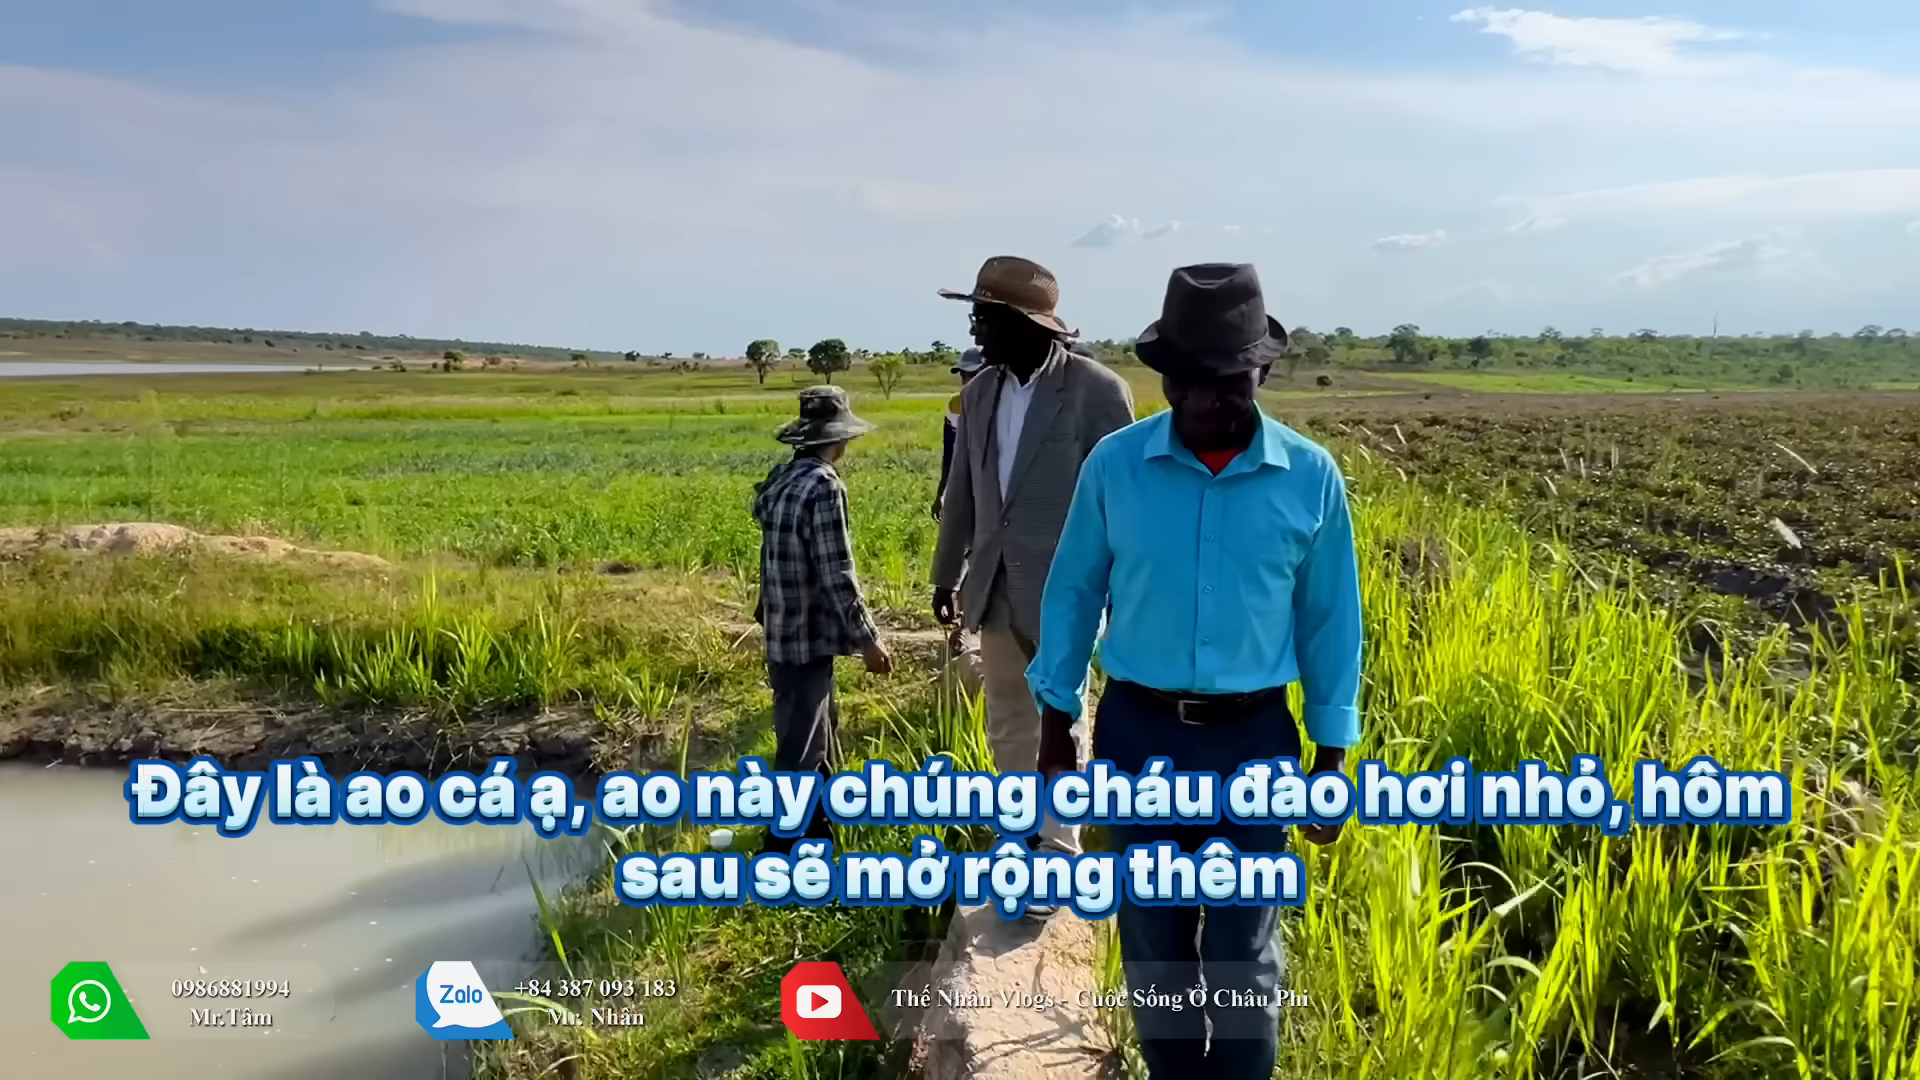 Đây là ao cá ạ, ao này chúng cháu đào hơi nhỏ, hôm
sau sẽ mở rộng thêm
0986881994
Mr.Tâm
Zalo
+84 387 093 183
Mr. Nhân
Thế Nhân Vlogs - Cuộc Sống Ở Châu Phi